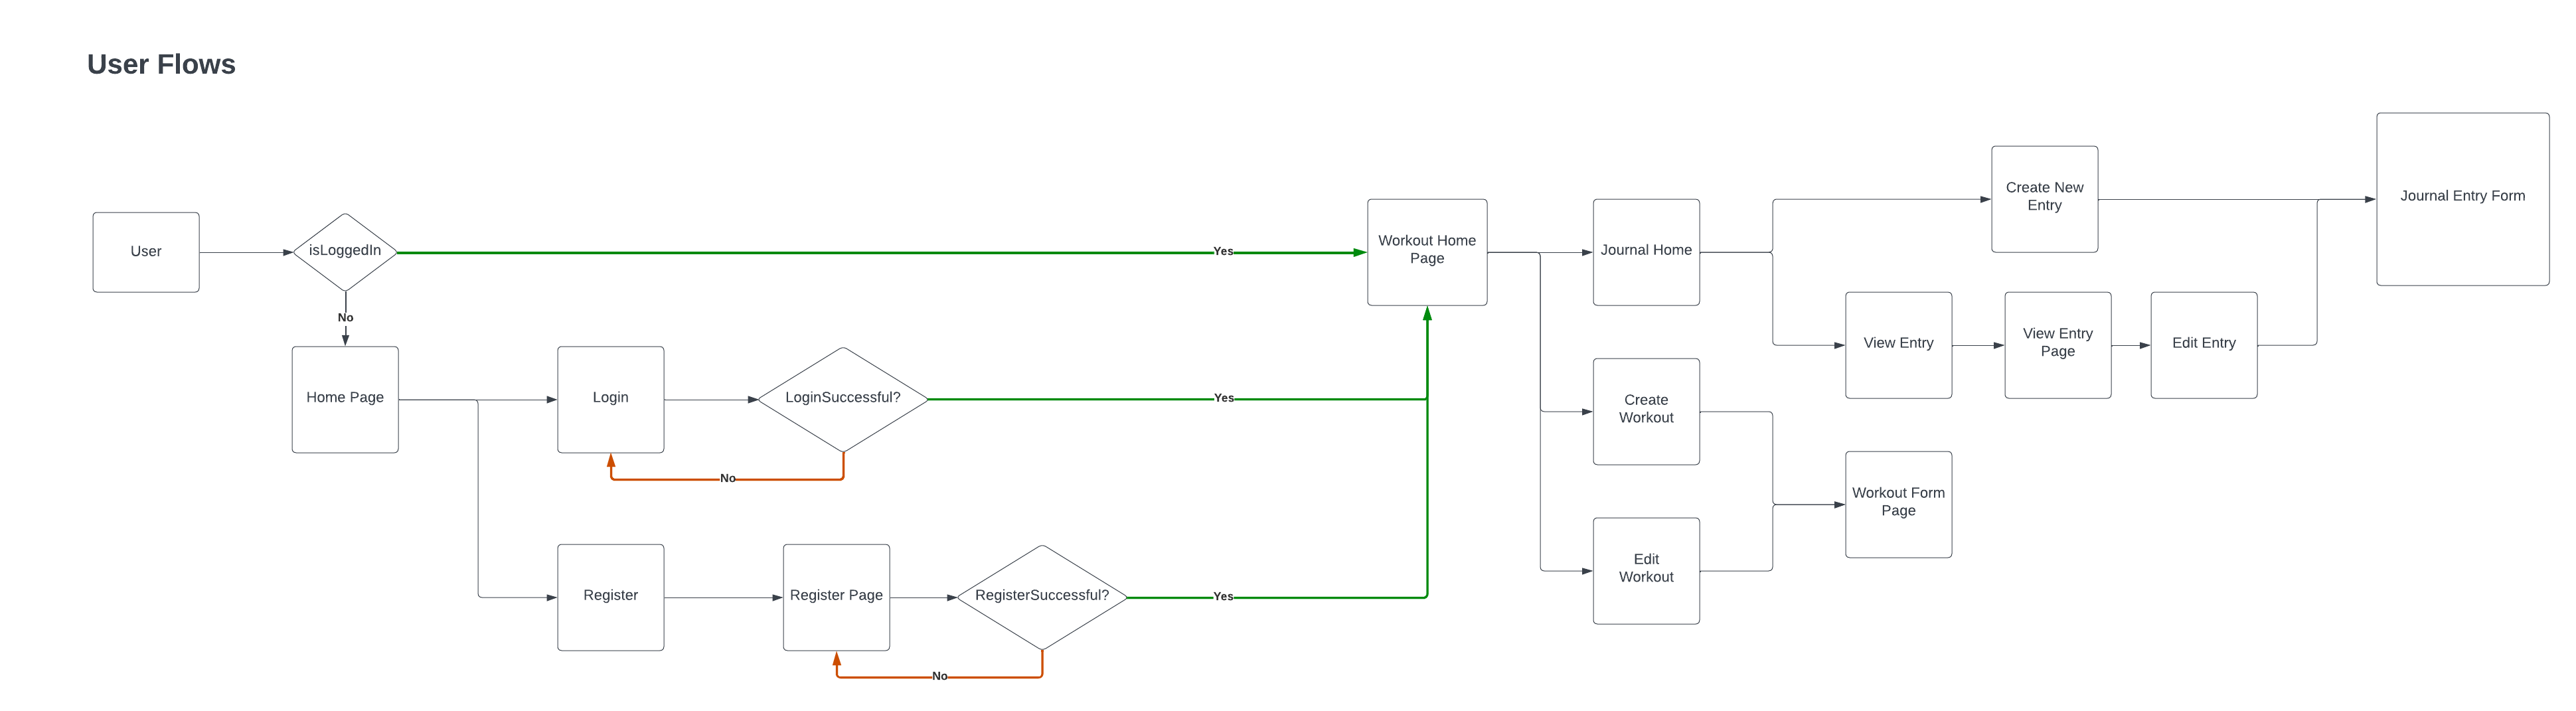 User Flows
User
isLoggedIn
Yes
No
Workout Home
Page
Journal Home
Create New
Entry
Journal Entry Form
View Entry
View Entry
Page
Edit Entry
Home Page
Login
LoginSuccessful?
Yes
No
Create
Workout
Workout Form
Page
Edit
Workout
Register
Register Page
RegisterSuccessful?
Yes
No